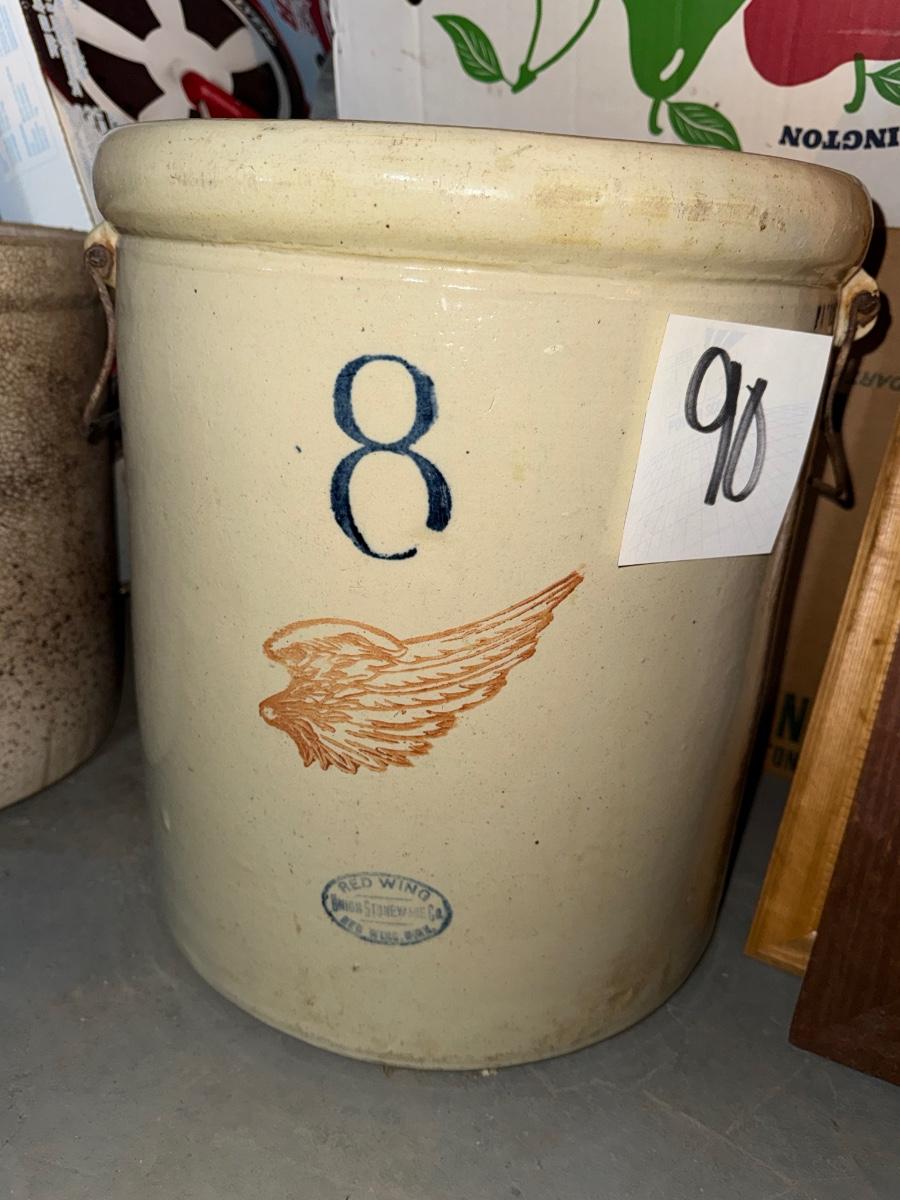 INGTON
8
90
RED WING
UNION STONEWARE CO.
RED WING, MINN.
N